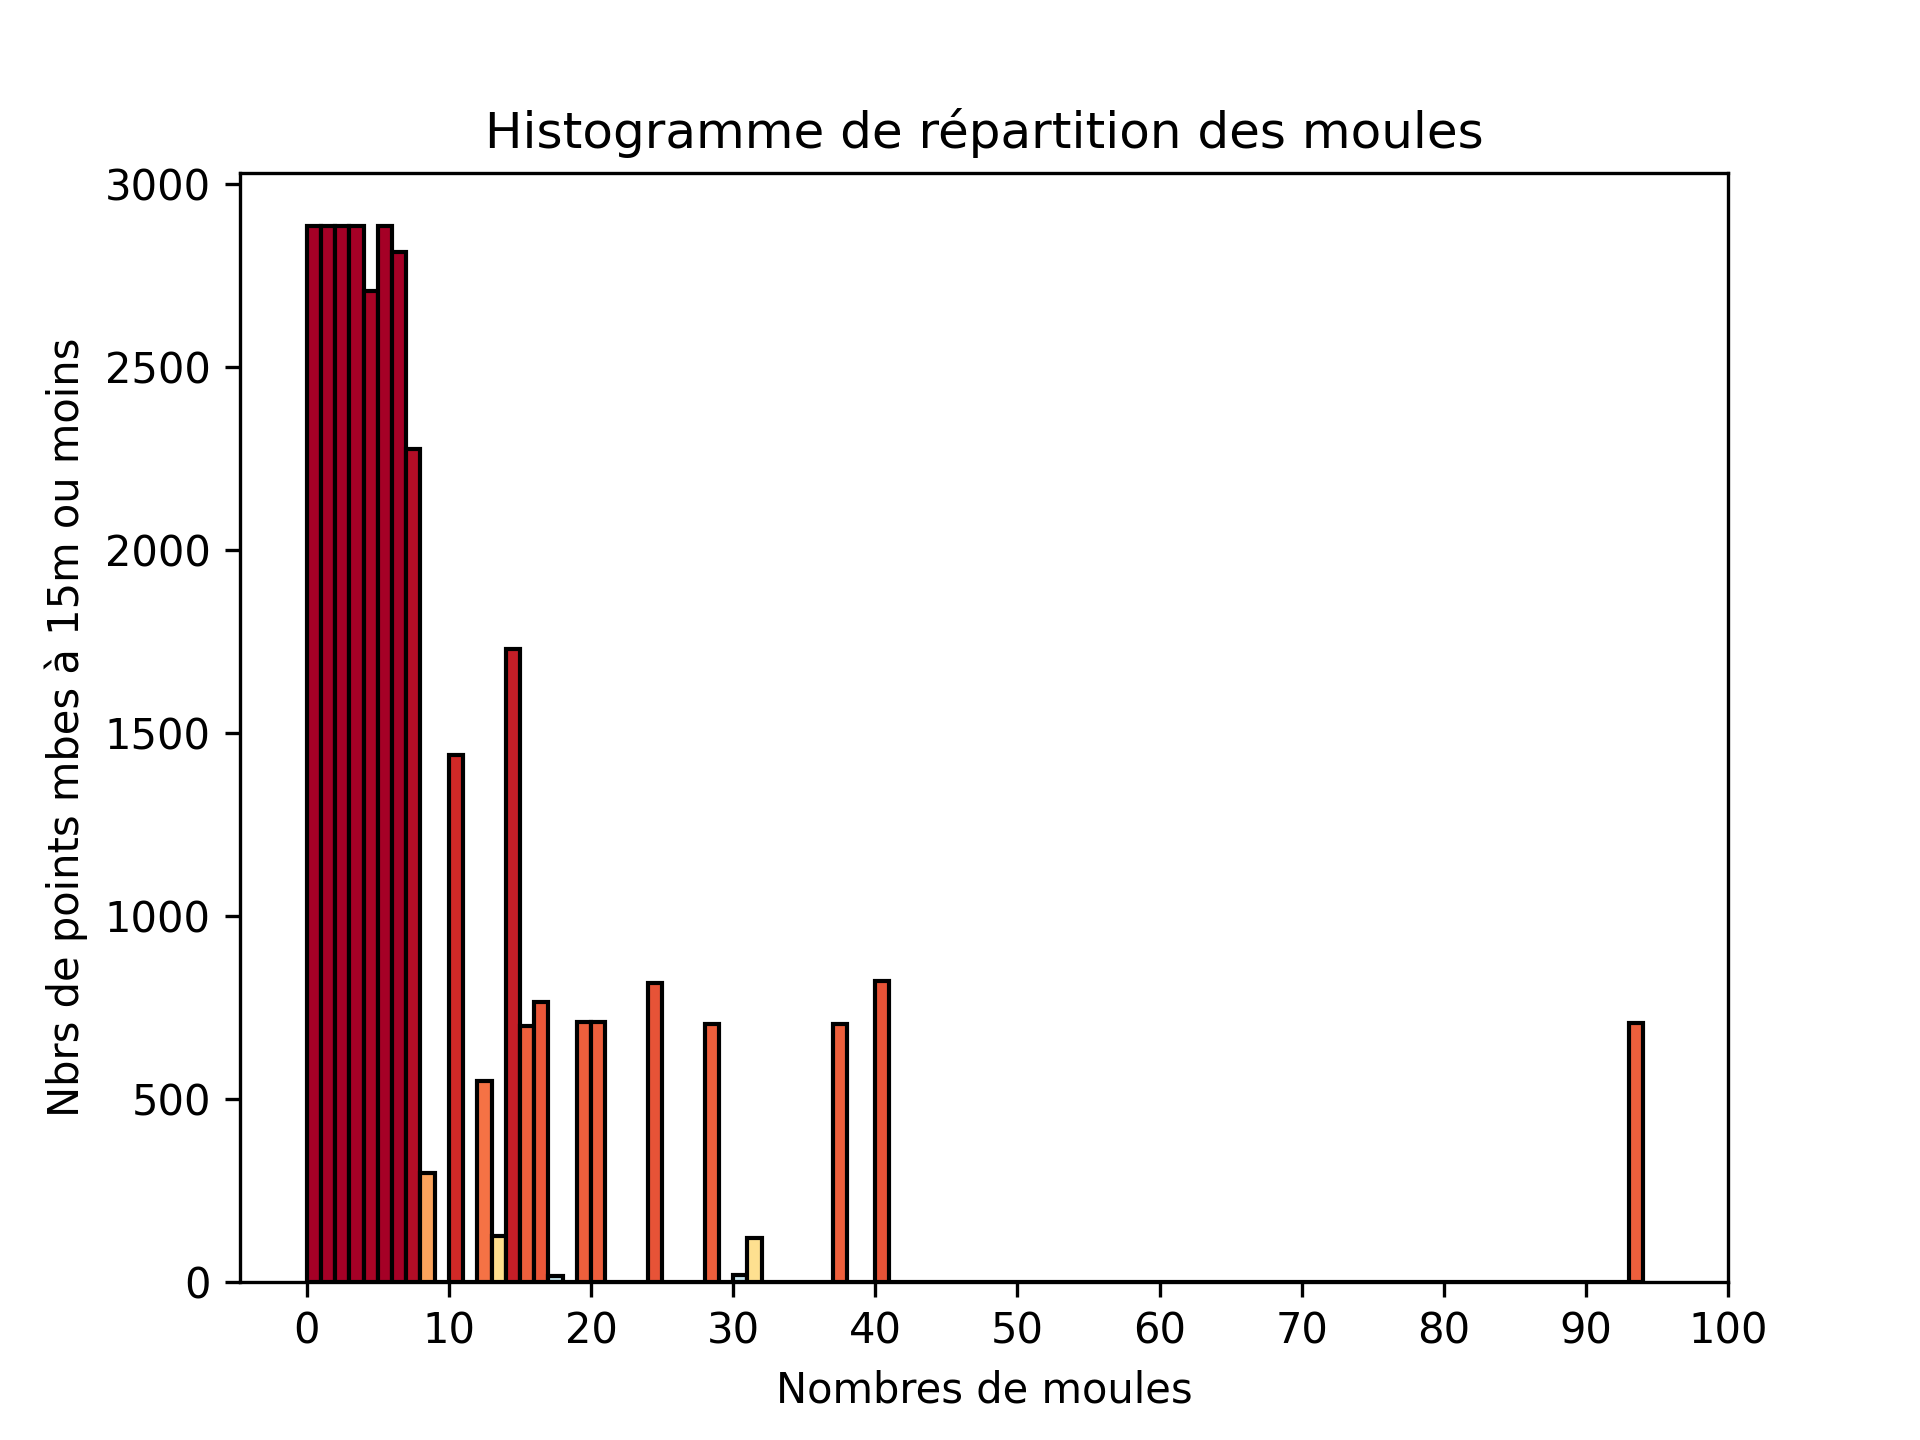 Histogramme de répartition des moules
3000
2500
2000
1500
1000
500
0
Nbrs de points mbes à 15m ou moins
0 10 20 30 40 50 60 70 80 90 100
Nombres de moules